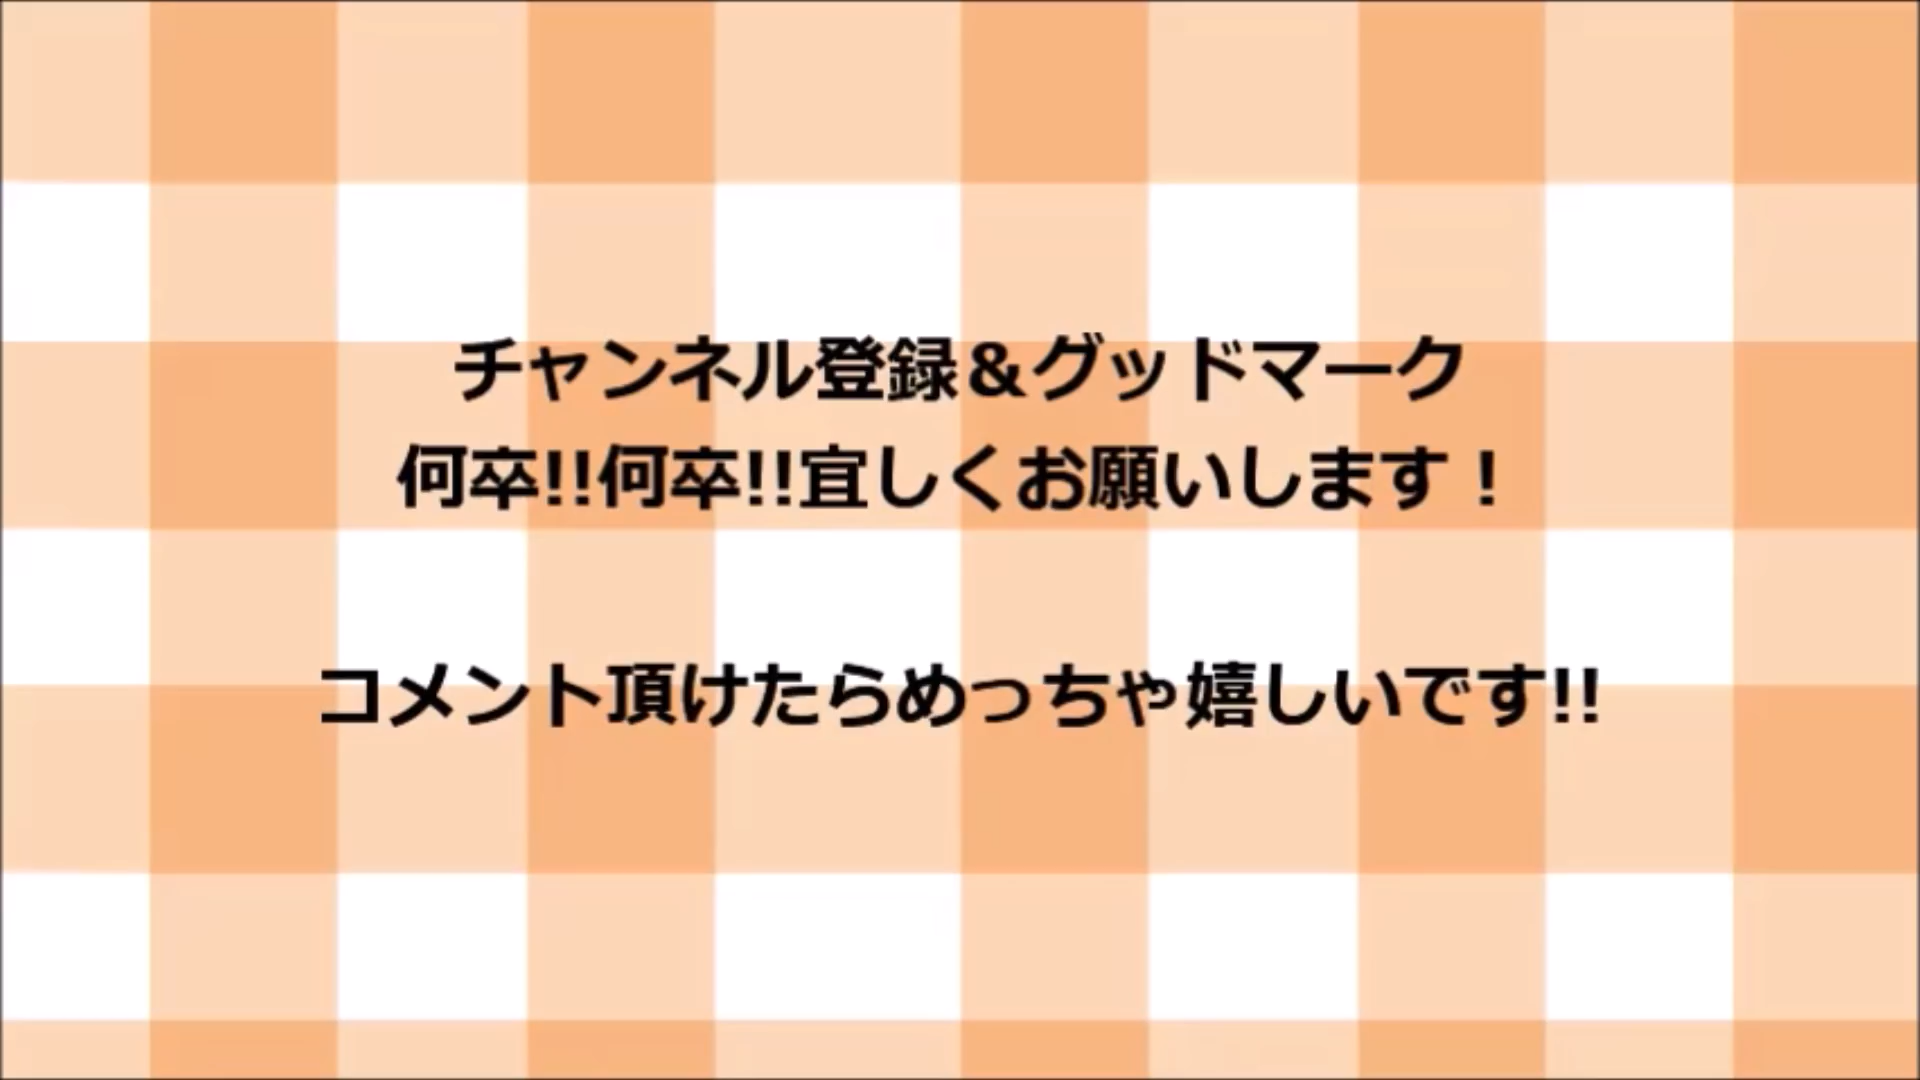 チャンネル登録＆グッドマーク
何卒!!何卒!!宜しくお願いします！
コメント頂けたらめっちゃ嬉しいです!!